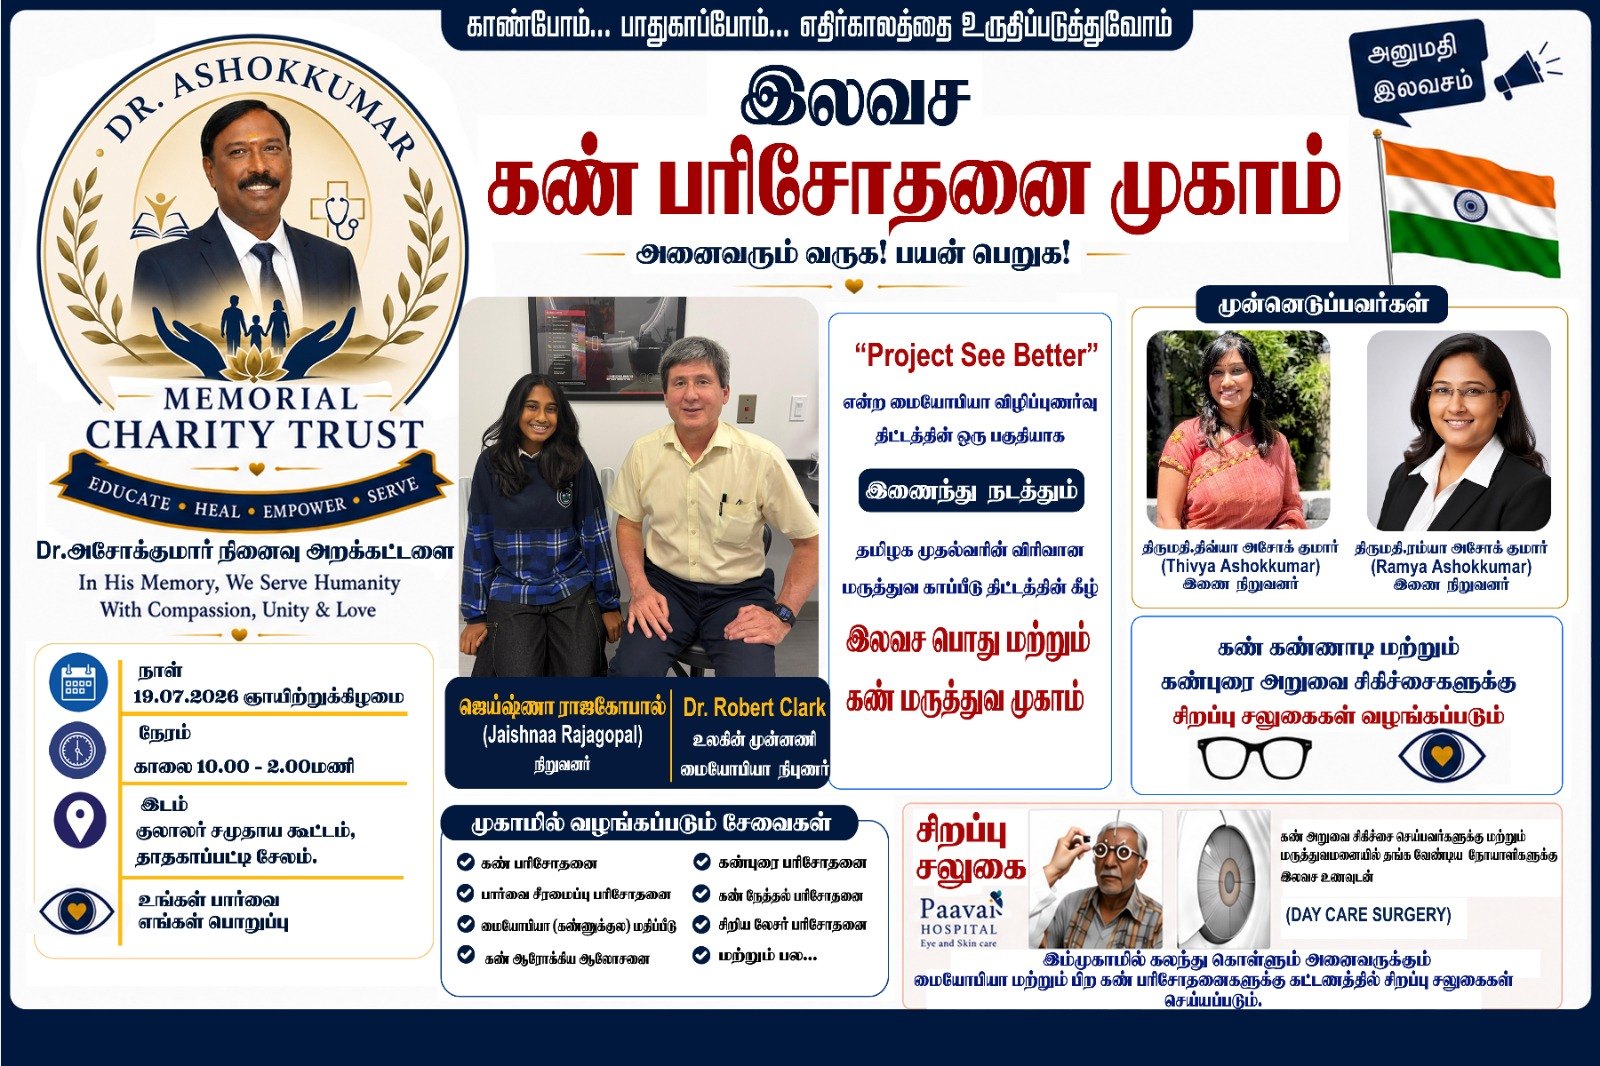 காண்போம்... பாதுகாப்போம்... எதிர்காலத்தை உருதிப்படுத்துவோம்
அனுமதி
இலவசம்
இலவச
கண் பரிசோதனை முகாம்
அனைவரும் வருக! பயன் பெறுக!
DR. ASHOKKUMAR
MEMORIAL
CHARITY TRUST
EDUCATE • HEAL • EMPOWER • SERVE
Dr.அசோக்குமார் நினைவு அறக்கட்டளை
In His Memory, We Serve Humanity
With Compassion, Unity & Love
நாள்
19.07.2026 ஞாயிற்றுக்கிழமை
நேரம்
காலை 10.00 - 2.00மணி
இடம்
குலாலர் சமுதாய கூட்டம்,
தாதகாப்பட்டி சேலம்.
உங்கள் பார்வை
எங்கள் பொறுப்பு
ஜெய்ஷ்ணா ராஜகோபால்
(Jaishnaa Rajagopal)
நிறுவனர்
Dr. Robert Clark
உலகின் முன்னணி
மையோபியா நிபுணர்
“Project See Better”
என்ற மையோபியா விழிப்புணர்வு
திட்டத்தின் ஒரு பகுதியாக
இணைந்து நடத்தும்
தமிழக முதல்வரின் விரிவான
மருத்துவ காப்பீடு திட்டத்தின் கீழ்
இலவச பொது மற்றும்
கண் மருத்துவ முகாம்
முன்னெடுப்பவர்கள்
திருமதி.திவ்யா அசோக் குமார்
(Thivya Ashokkumar)
இணை நிறுவனர்
திருமதி.ரம்யா அசோக் குமார்
(Ramya Ashokkumar)
இணை நிறுவனர்
கண் கண்ணாடி மற்றும்
கண்புரை அறுவை சிகிச்சைகளுக்கு
சிறப்பு சலுகைகள் வழங்கப்படும்
முகாமில் வழங்கப்படும் சேவைகள்
கண் பரிசோதனை
பார்வை சீரமைப்பு பரிசோதனை
மையோபியா (கண்ணுக்குல) மதிப்பீடு
கண் ஆரோக்கிய ஆலோசனை
கண்புரை பரிசோதனை
கண் நேத்தல் பரிசோதனை
சிறிய லேசர் பரிசோதனை
மற்றும் பல...
சிறப்பு
சலுகை
Paavai
HOSPITAL
Eye and Skin care
கண் அறுவை சிகிச்சை செய்பவர்களுக்கு மற்றும்
மருத்துவமனையில் தங்க வேண்டிய நோயாளிகளுக்கு
இலவச உணவுடன்
(DAY CARE SURGERY)
இம்முகாமில் கலந்து கொள்ளும் அனைவருக்கும்
மையோபியா மற்றும் பிற கண் பரிசோதனைகளுக்கு கட்டணத்தில் சிறப்பு சலுகைகள்
செய்யப்படும்.